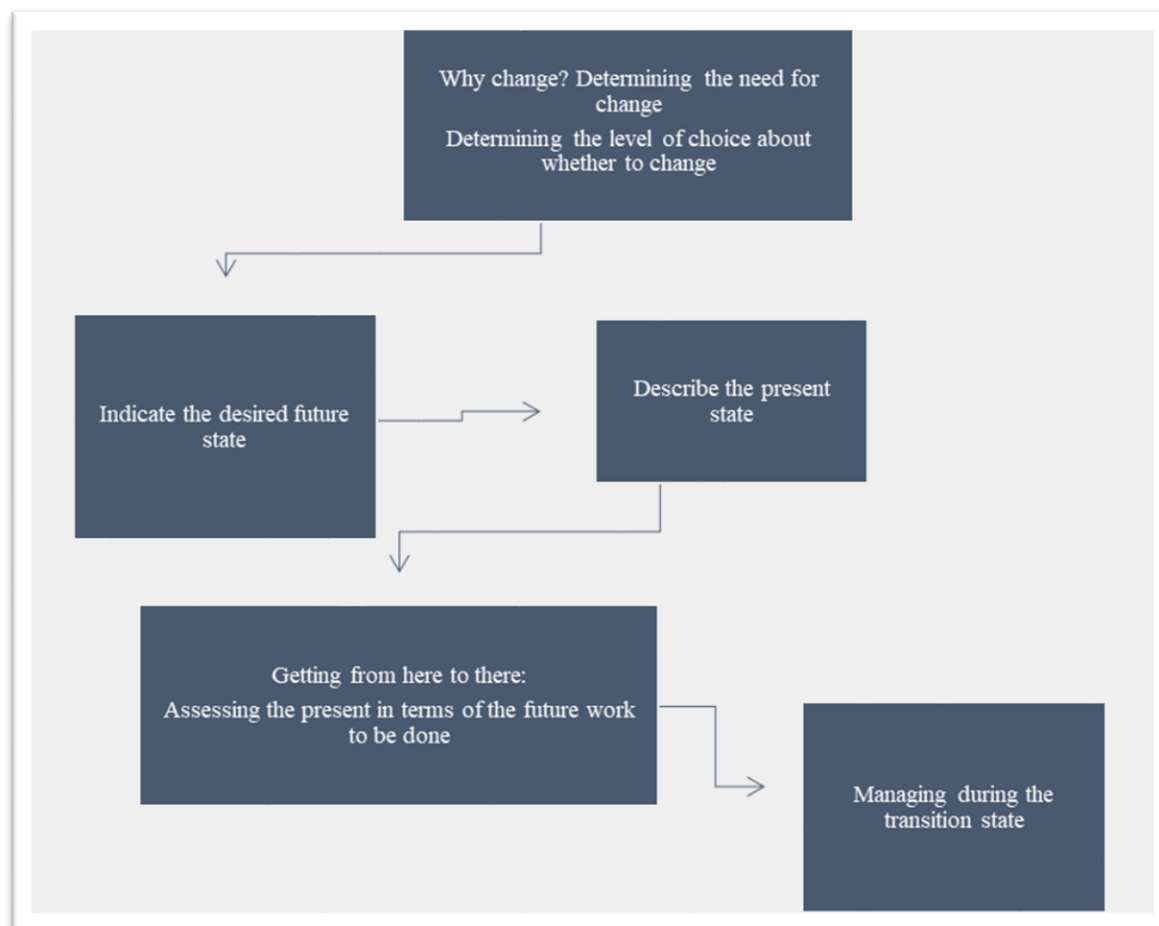 Why change? Determining the need for
change
Determining the level of choice about
whether to change
Indicate the desired future
state
Describe the present
state
Getting from here to there:
Assessing the present in terms of the future work
to be done
Managing during the
transition state